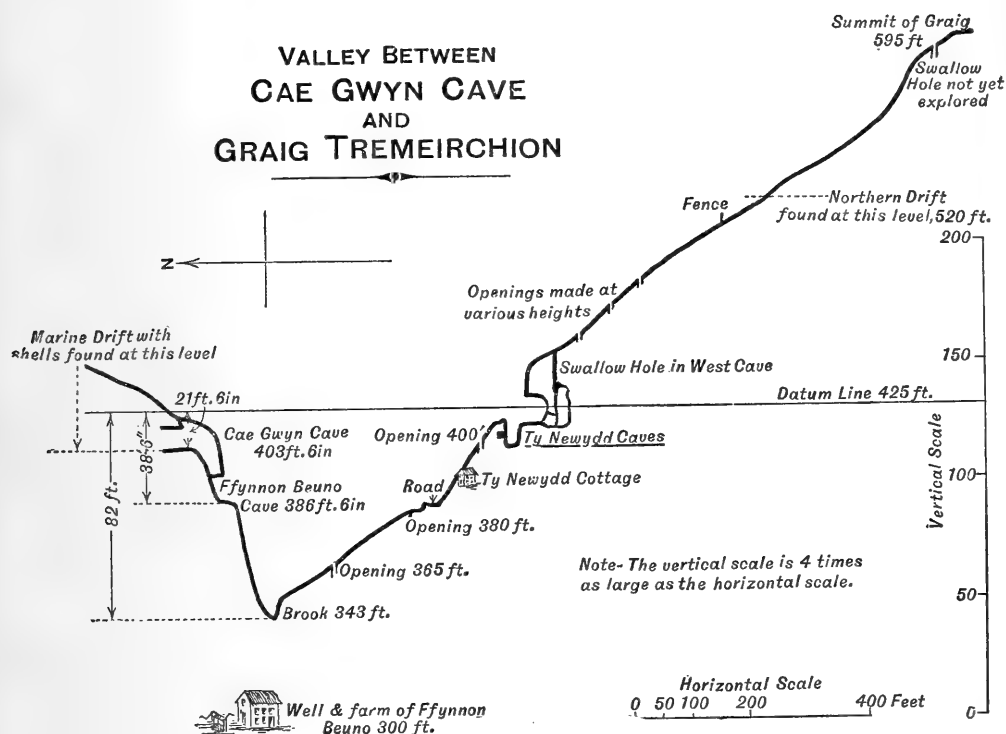 VALLEY BETWEEN
CAE GWYN CAVE
AND
GRAIG TREMEIRCHION
Summit of Graig
595 ft
Swallow
Hole not yet
explored
Northern Drift
found at this level, 520 ft.
Fence
Openings made at
various heights
N
Marine Drift with
shells found at this level
21ft. 6in
Swallow Hole in West Cave
Datum Line 425 ft.
Cae Gwyn Cave
403ft. 6in
Opening 400'
Ty Newydd Caves
38'-6"
82 ft.
Ffynnon Beuno
Cave 386ft. 6in
Road
Ty Newydd Cottage
Opening 380 ft.
Opening 365 ft.
Brook 343 ft.
Note- The vertical scale is 4 times
as large as the horizontal scale.
200
150
100
50
0
Vertical Scale
Well & farm of Ffynnon
Beuno 300 ft.
Horizontal Scale
0 50 100 200 400 Feet